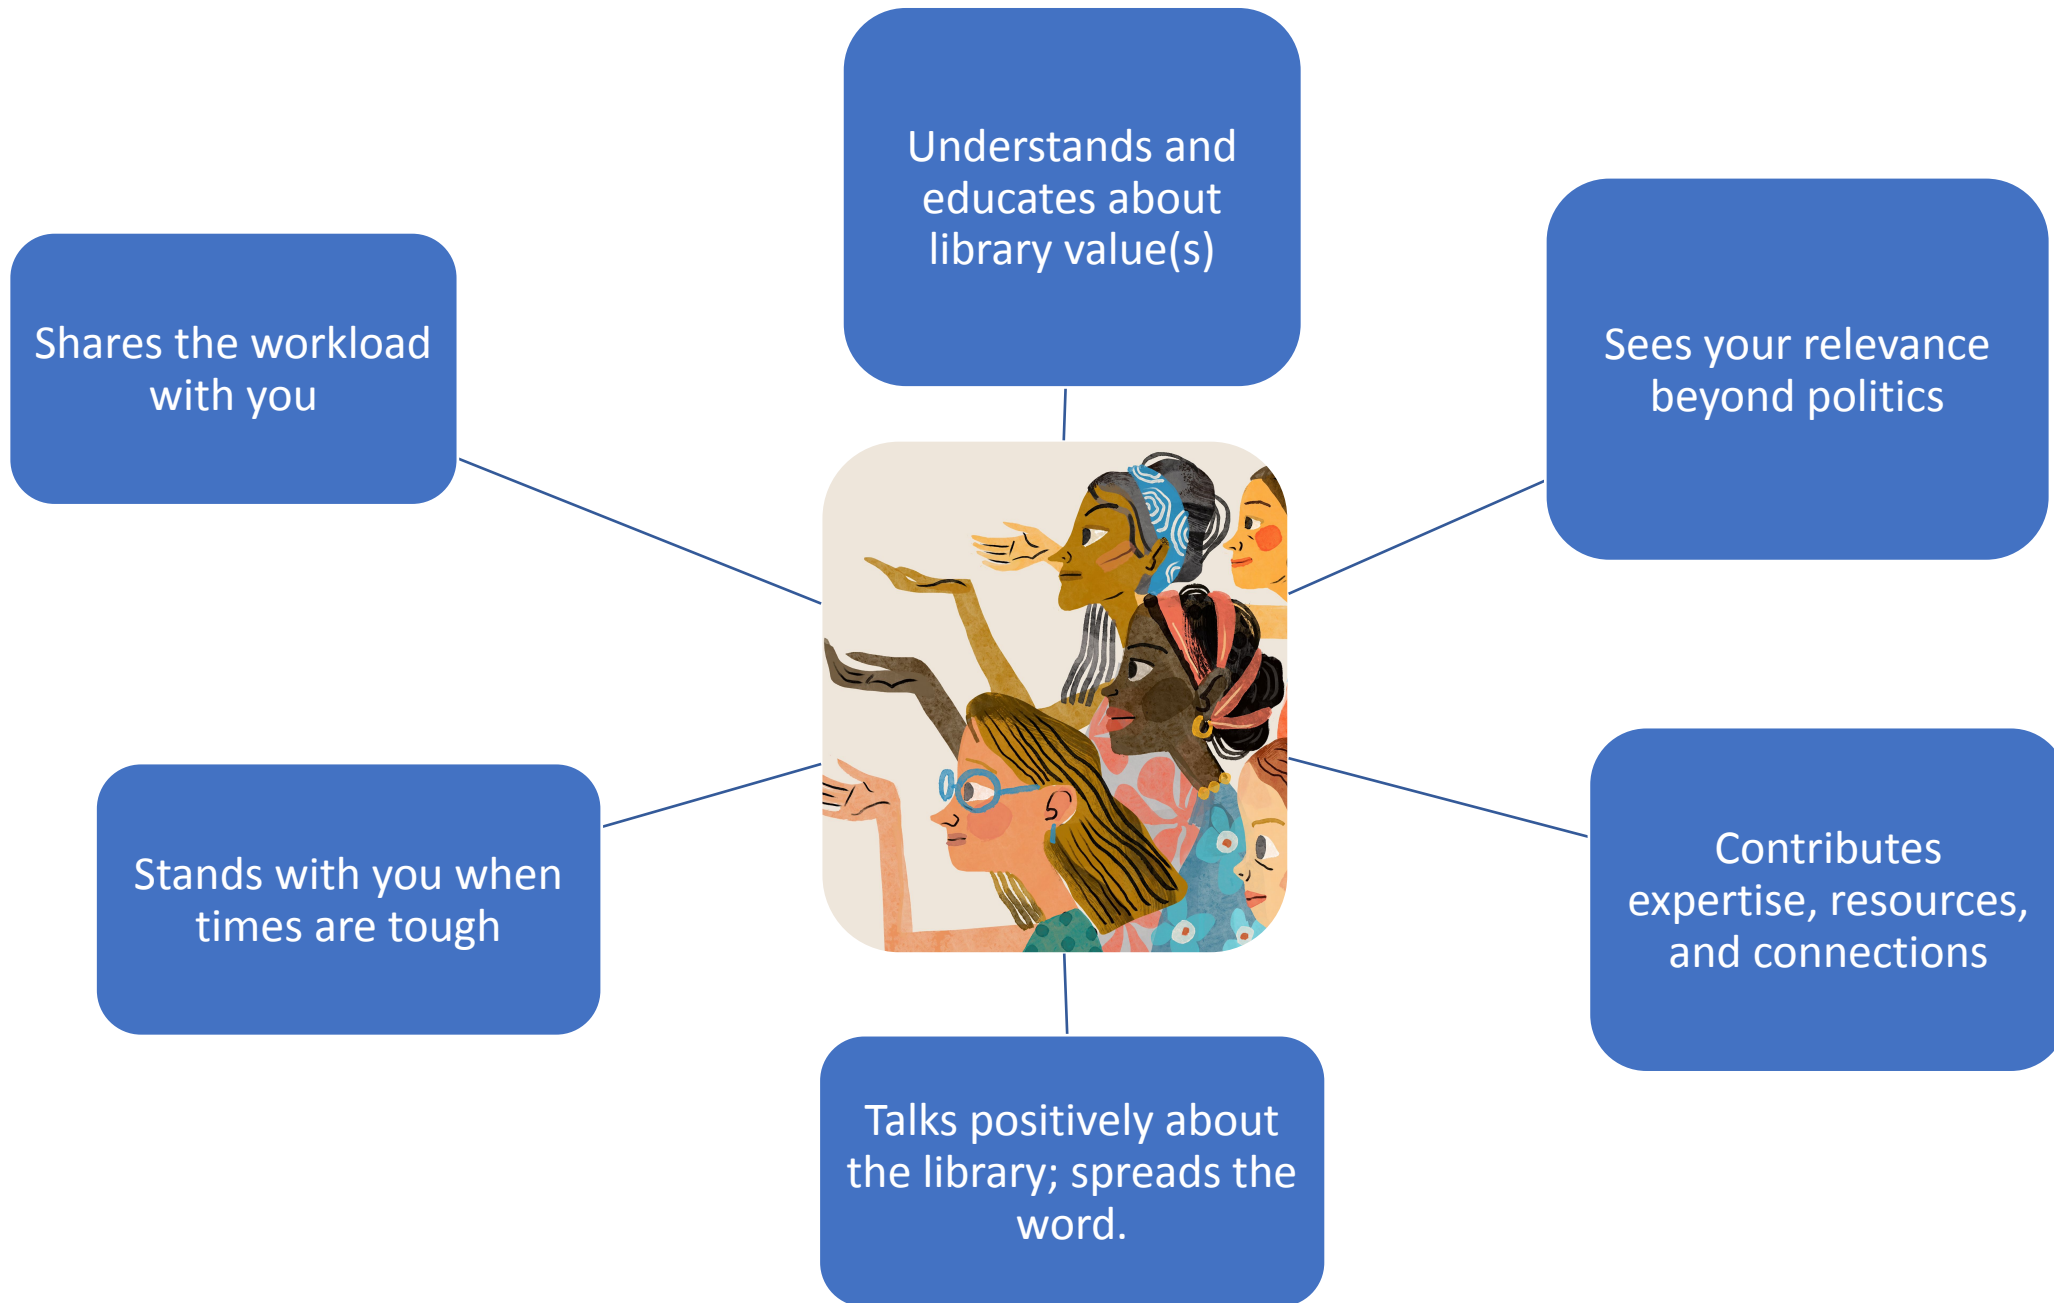 Understands and
educates about
library value(s)
Shares the workload
with you
Sees your relevance
beyond politics
Stands with you when
times are tough
Contributes
expertise, resources,
and connections
Talks positively about
the library; spreads the
word.